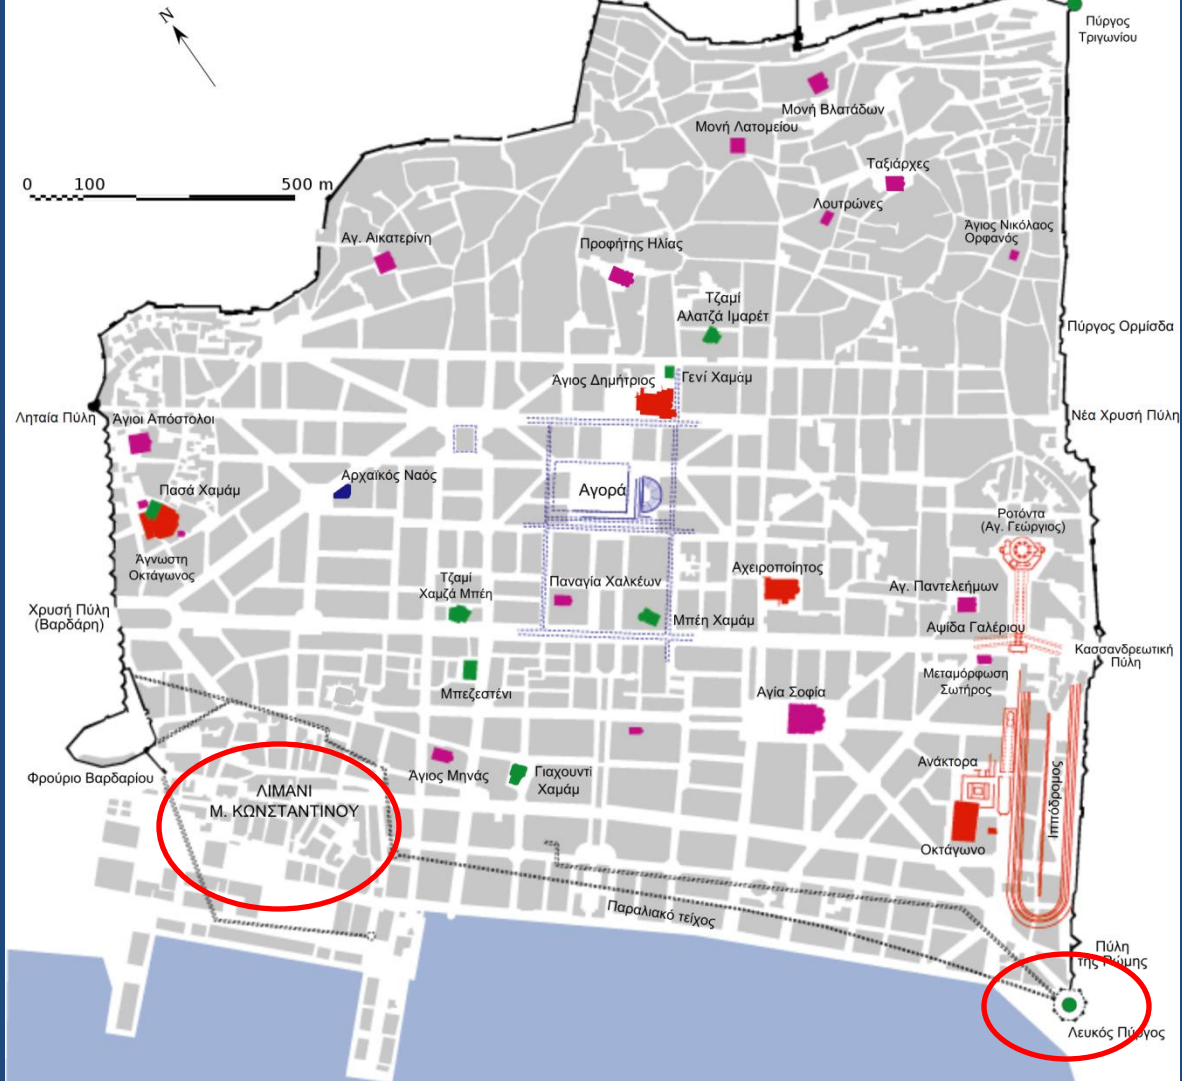 N
Πύργος
Τριγωνίου
Μονή Βλατάδων
Μονή Λατομείου
Ταξιάρχες
0 100 500 m
Λουτρώνες
Άγιος Νικόλαος
Ορφανός
Αγ. Αικατερίνη
Προφήτης Ηλίας
Τζαμί
Αλατζά Ιμαρέτ
Πύργος Ορμίσδα
Άγιος Δημήτριος
Γενί Χαμάμ
Ληταία Πύλη
Άγιοι Απόστολοι
Νέα Χρυσή Πύλη
Αρχαϊκός Ναός
Πασά Χαμάμ
Αγορά
Ροτόντα
(Αγ. Γεώργιος)
Άγνωστη
Οκτάγωνος
Τζαμί
Χαμζά Μπέη
Παναγία Χαλκέων
Αχειροποίητος
Αγ. Παντελεήμων
Χρυσή Πύλη
(Βαρδάρη)
Μπέη Χαμάμ
Αψίδα Γαλέριου
Κασσανδρεωτική
Πύλη
Μεταμόρφωση
Σωτήρος
Μπεζεστένι
Αγία Σοφία
Φρούριο Βαρδαρίου
Άγιος Μηνάς
Γιαχουντί
Χαμάμ
Ανάκτορα
Ιππόδρομος
ΛΙΜΑΝΙ
Μ. ΚΩΝΣΤΑΝΤΙΝΟΥ
Οκτάγωνο
Παραλιακό τείχος
Πύλη
της Ρώμης
Λευκός Πύργος